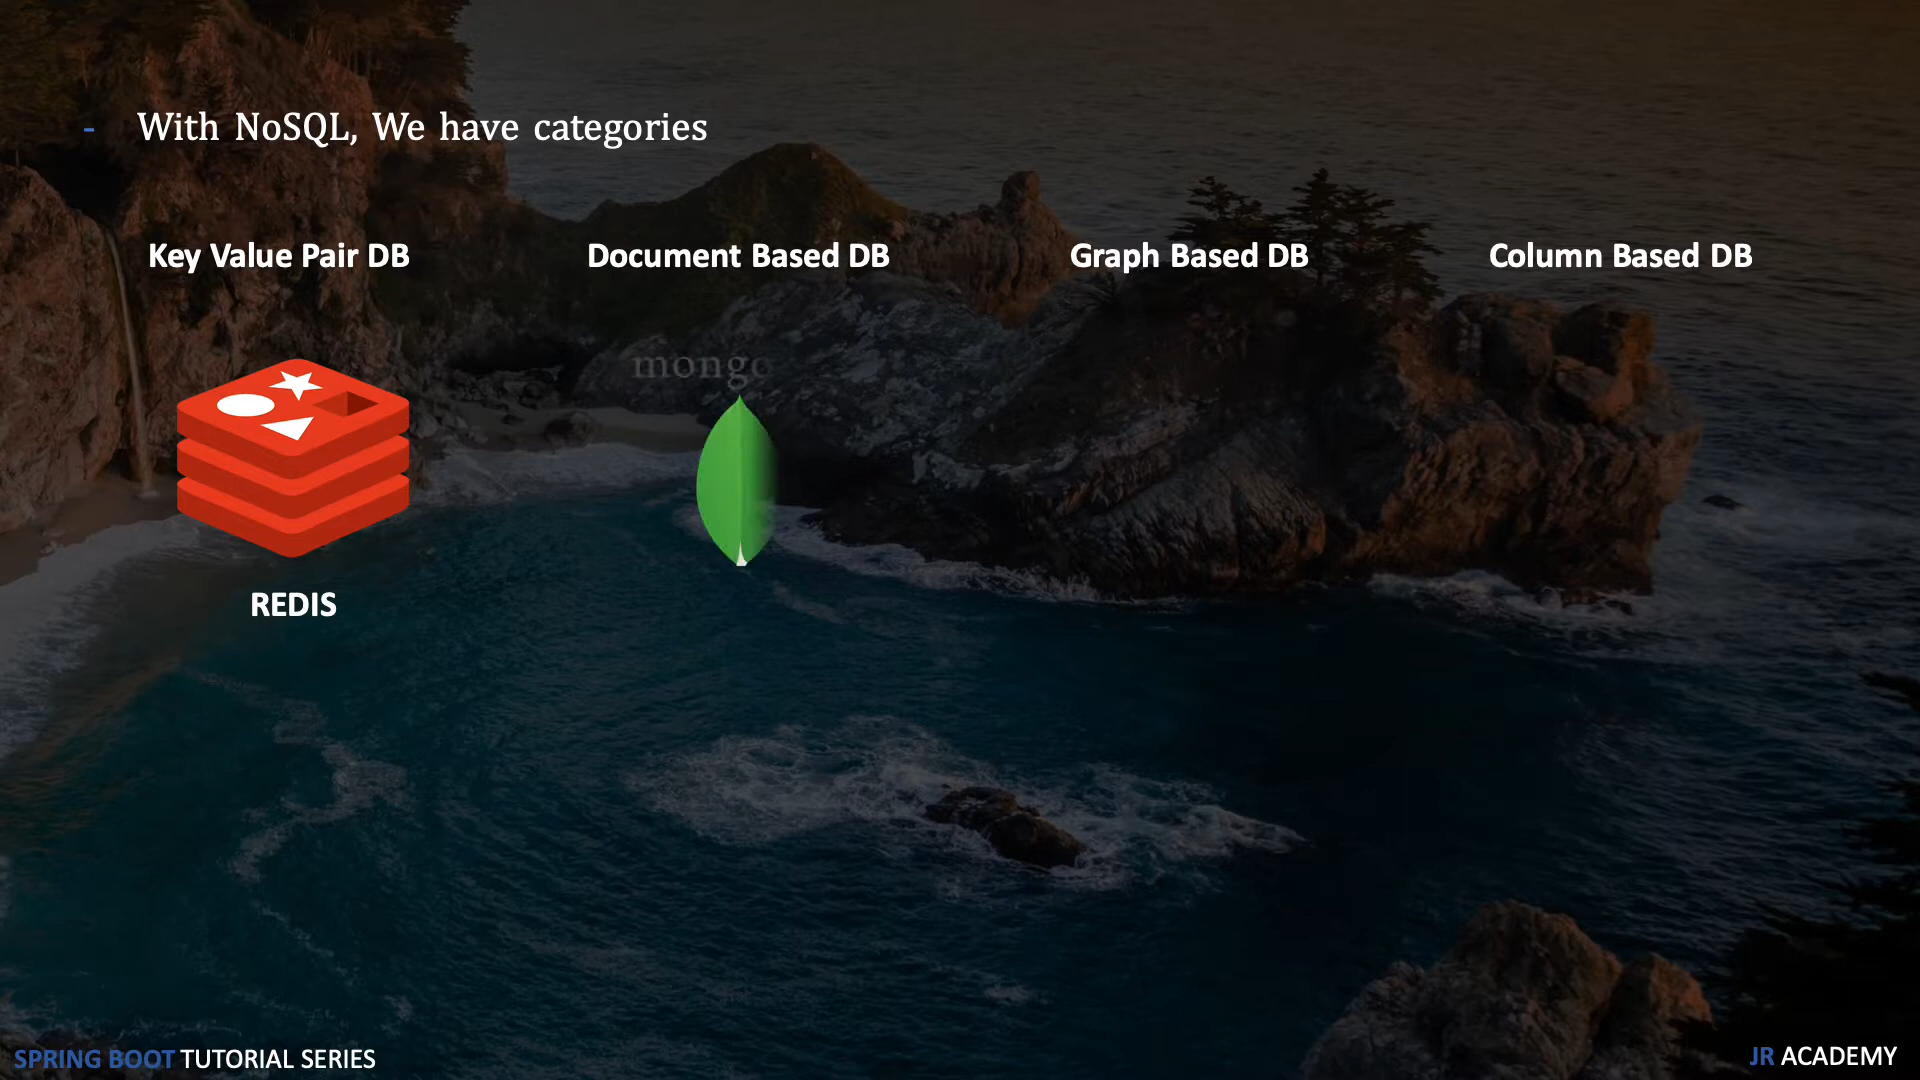 - With NoSQL, We have categories
Key Value Pair DB
Document Based DB
Graph Based DB
Column Based DB
mongo
REDIS
SPRING BOOT TUTORIAL SERIES
JR ACADEMY